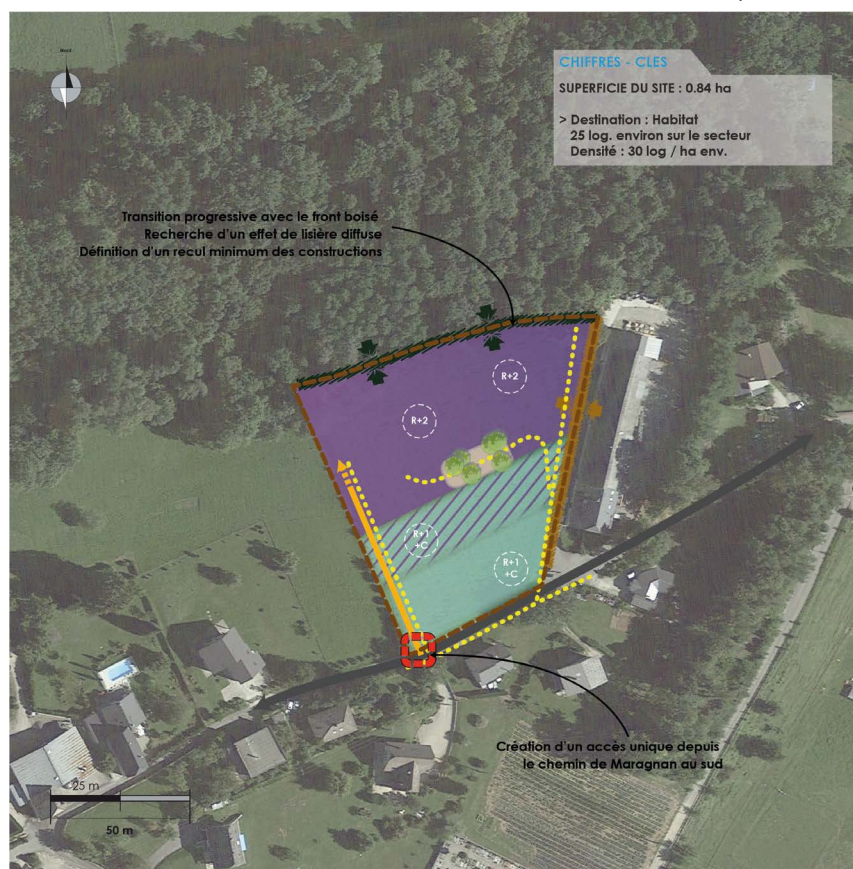 CHIFFRES - CLES
SUPERFICIE DU SITE : 0.84 ha
> Destination : Habitat
25 log. environ sur le secteur
Densité : 30 log / ha env.
Transition progressive avec le front boisé
Recherche d'un effet de lisière diffuse
Définition d'un recul minimum des constructions
R+2
R+2
R+1
+C
R+1
+C
Création d'un accès unique depuis
le chemin de Maragnan au sud
25 m
50 m